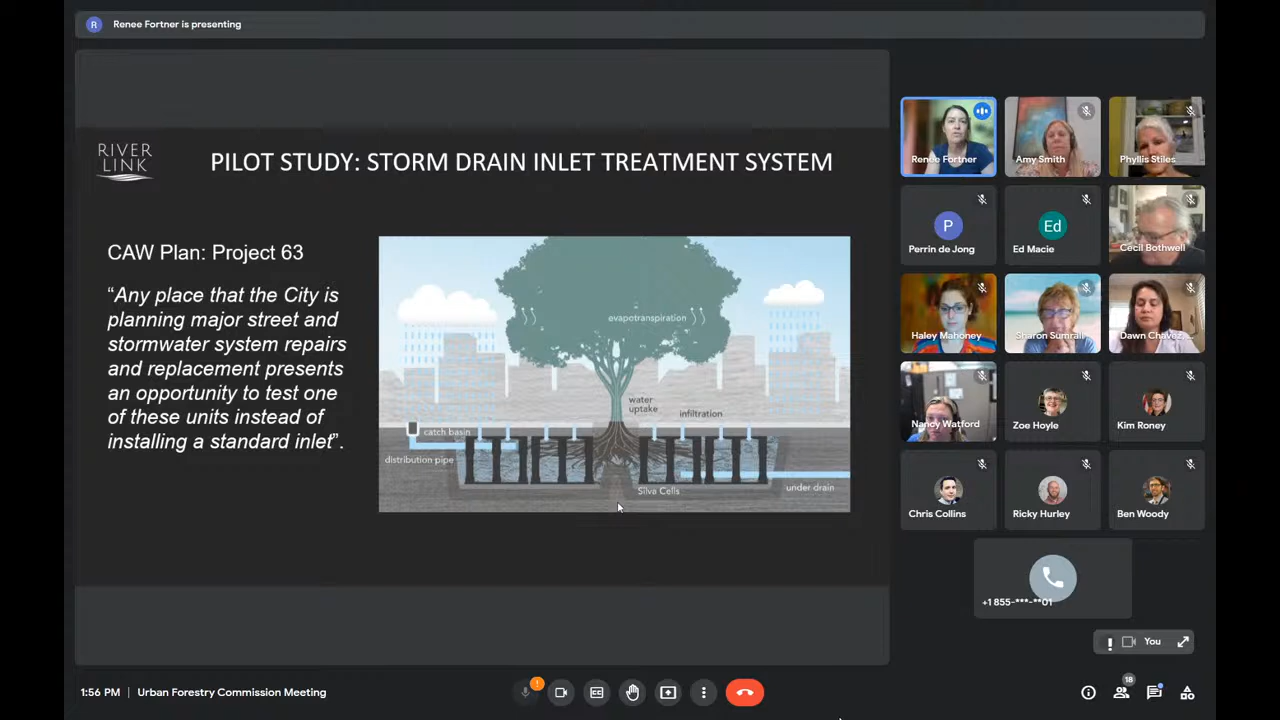 R
Renee Fortner is presenting
RIVER
LINK
PILOT STUDY: STORM DRAIN INLET TREATMENT SYSTEM
CAW Plan: Project 63
“Any place that the City is
planning major street and
stormwater system repairs
and replacement presents
an opportunity to test one
of these units instead of
installing a standard inlet”.
evapotranspiration
water
uptake
infiltration
catch basin
distribution pipe
Silva Cells
under drain
Renee Fortner
Amy Smith
Phyllis Stiles
P
Perrin de Jong
Ed
Ed Macie
Cecil Bothwell
Haley Mahoney
Sharon Sumrall
Dawn Chávez,...
Nancy Watford
Zoe Hoyle
Kim Roney
Chris Collins
Ricky Hurley
Ben Woody
+1 855-***-**01
You
1:56 PM | Urban Forestry Commission Meeting
18